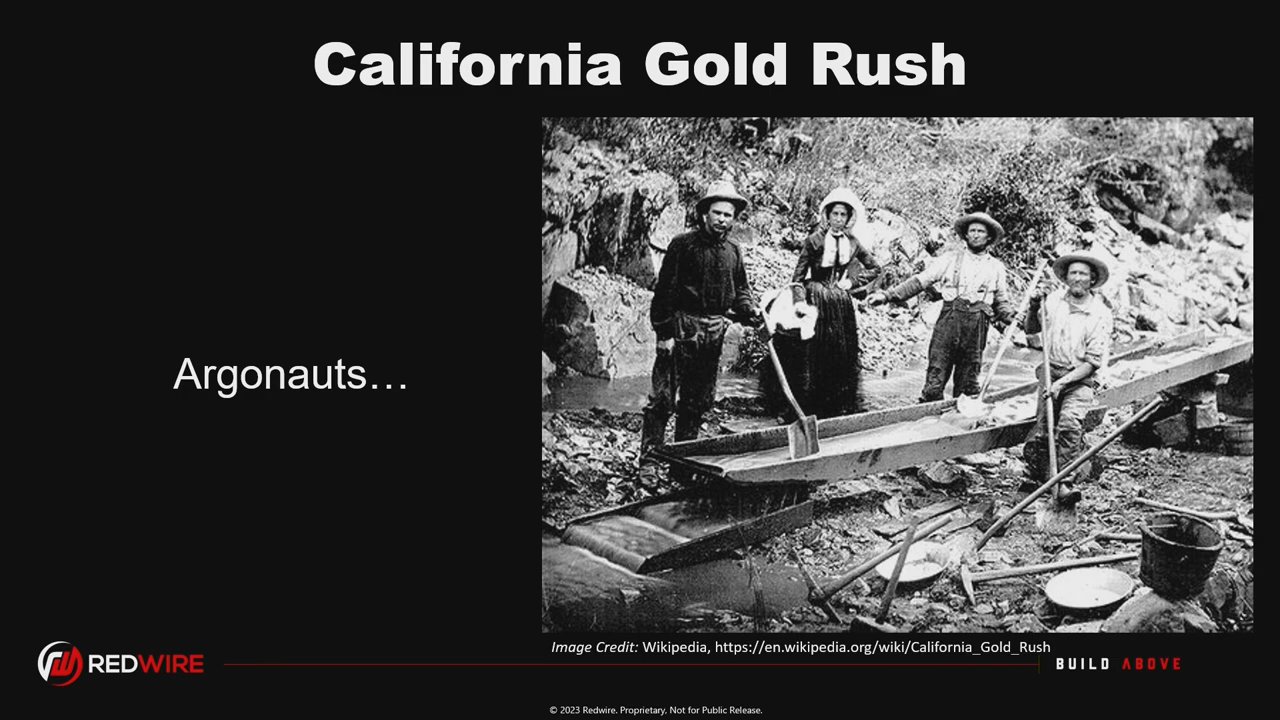 California Gold Rush
Argonauts…
Image Credit: Wikipedia, https://en.wikipedia.org/wiki/California_Gold_Rush
REDWIRE
BUILD ABOVE
© 2023 Redwire. Proprietary, Not for Public Release.